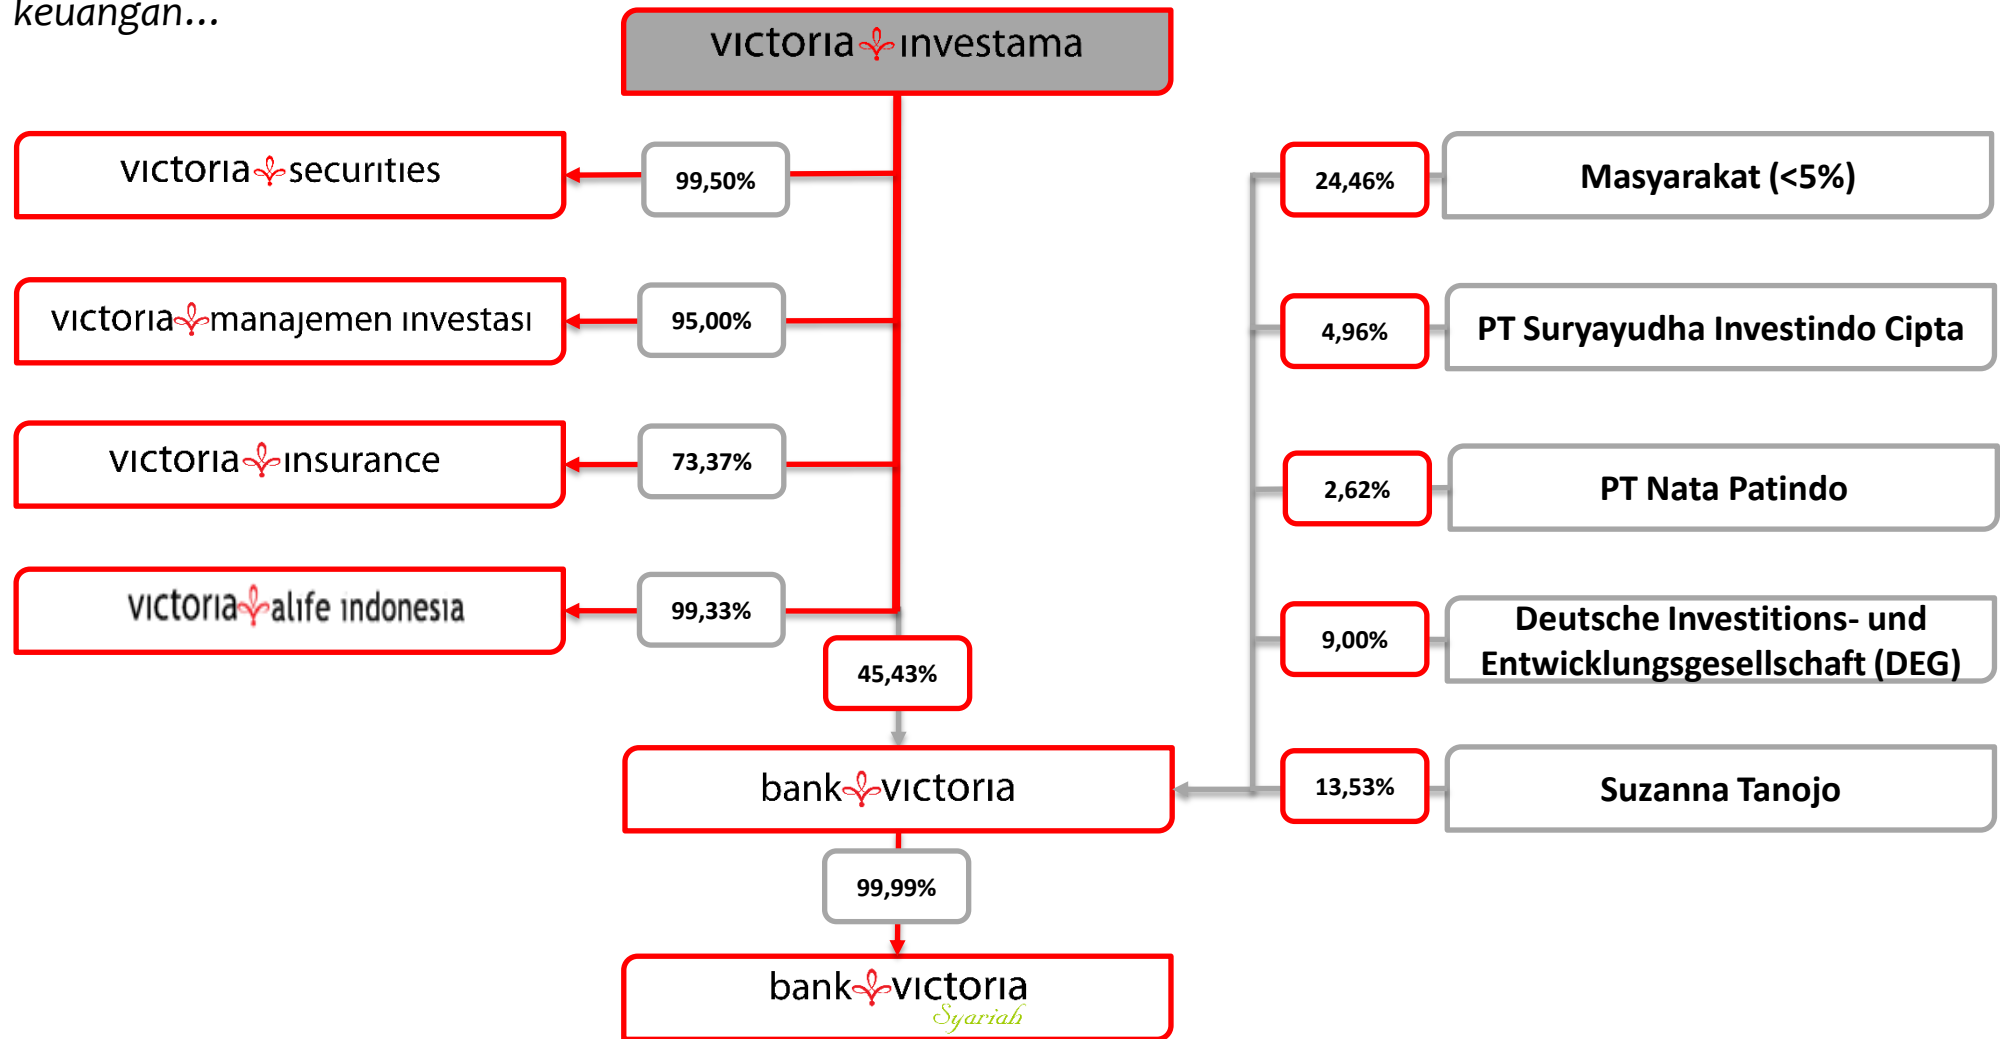 keuangan...
victoria investama
victoria securities
99,50%
24,46%
Masyarakat (<5%)
victoria manajemen investasi
95,00%
4,96%
PT Suryayudha Investindo Cipta
victoria insurance
73,37%
2,62%
PT Nata Patindo
victoria alife indonesia
99,33%
9,00%
Deutsche Investitions- und
Entwicklungsgesellschaft (DEG)
45,43%
bank victoria
13,53%
Suzanna Tanojo
99,99%
bank victoria
Syariah